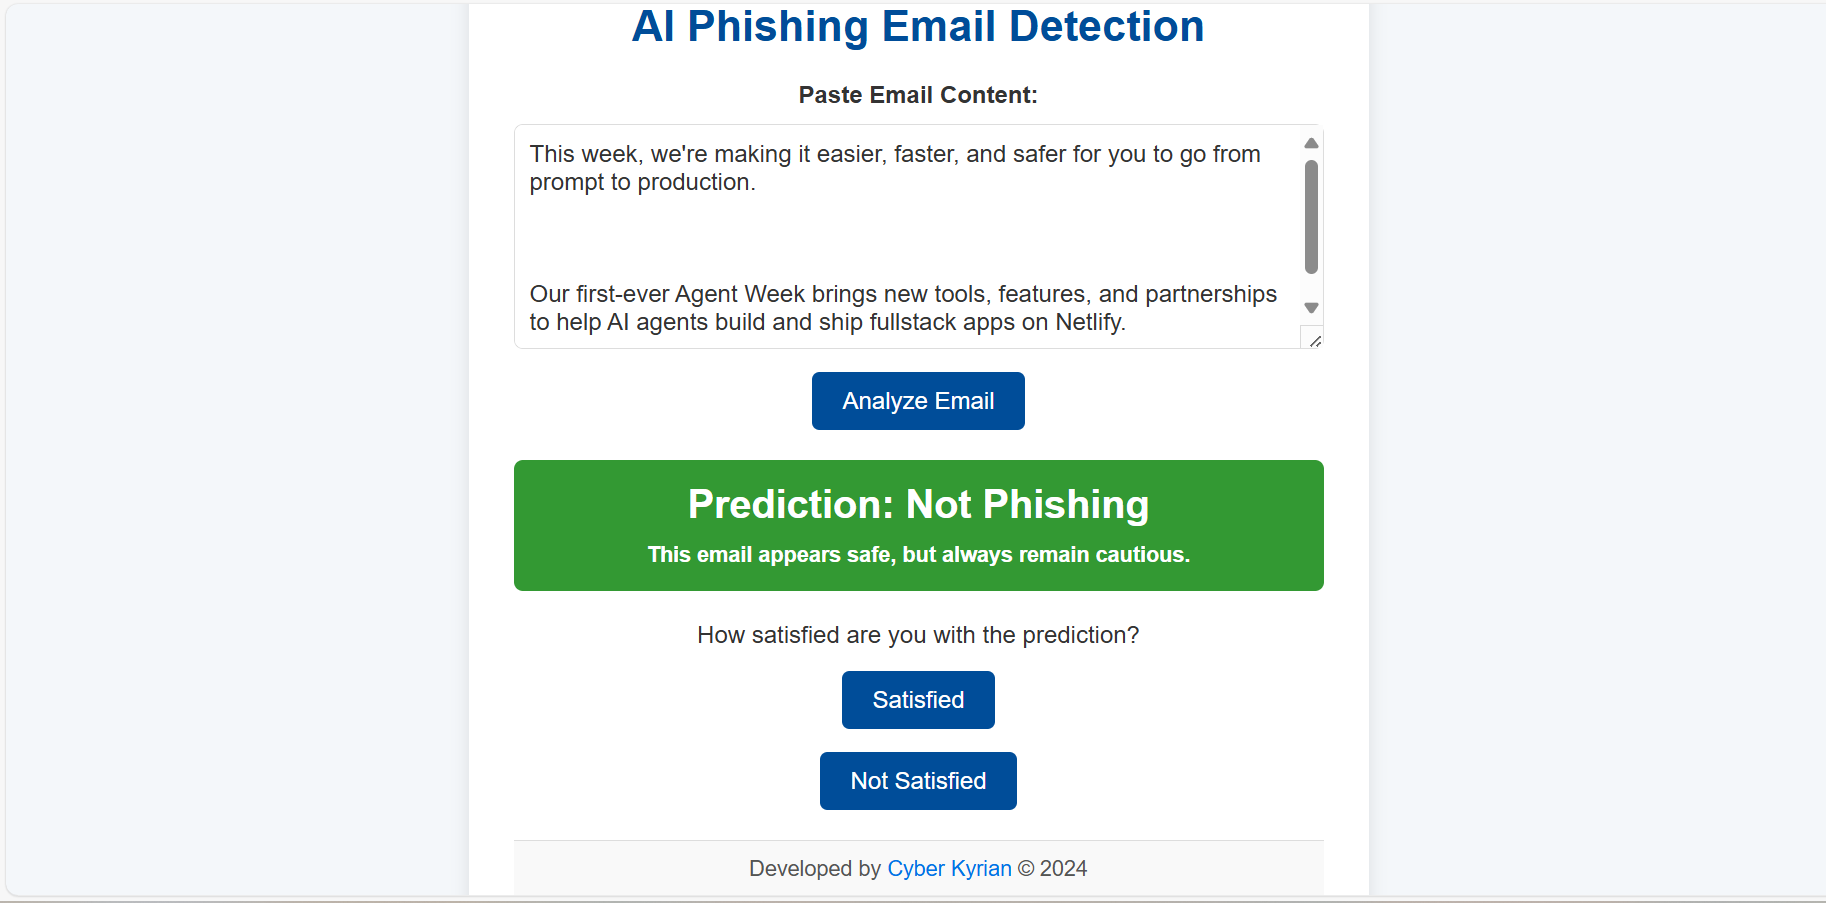 AI Phishing Email Detection
Paste Email Content:
This week, we're making it easier, faster, and safer for you to go from
prompt to production.
Our first-ever Agent Week brings new tools, features, and partnerships
to help AI agents build and ship fullstack apps on Netlify.
Analyze Email
Prediction: Not Phishing
This email appears safe, but always remain cautious.
How satisfied are you with the prediction?
Satisfied
Not Satisfied
Developed by Cyber Kyrian © 2024